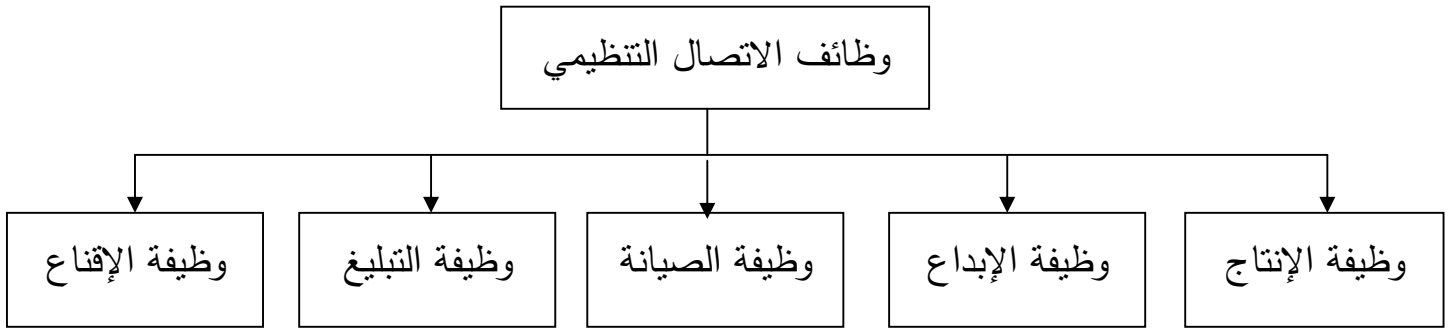 وظائف الاتصال التنظيمي
وظيفة الإنتاج
وظيفة الإبداع
وظيفة الصيانة
وظيفة التبليغ
وظيفة الإقناع